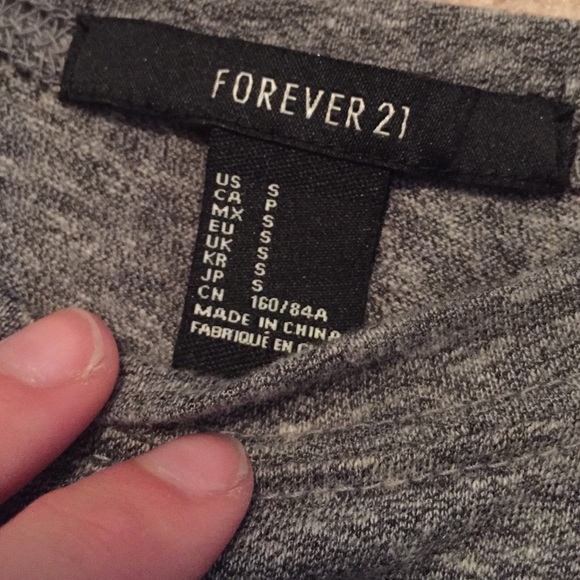 FOREVER 21
US S
CA P
MX S
EU S
UK S
KR S
JP S
CN 160/84A
MADE IN CHINA
FABRIQUÉ EN